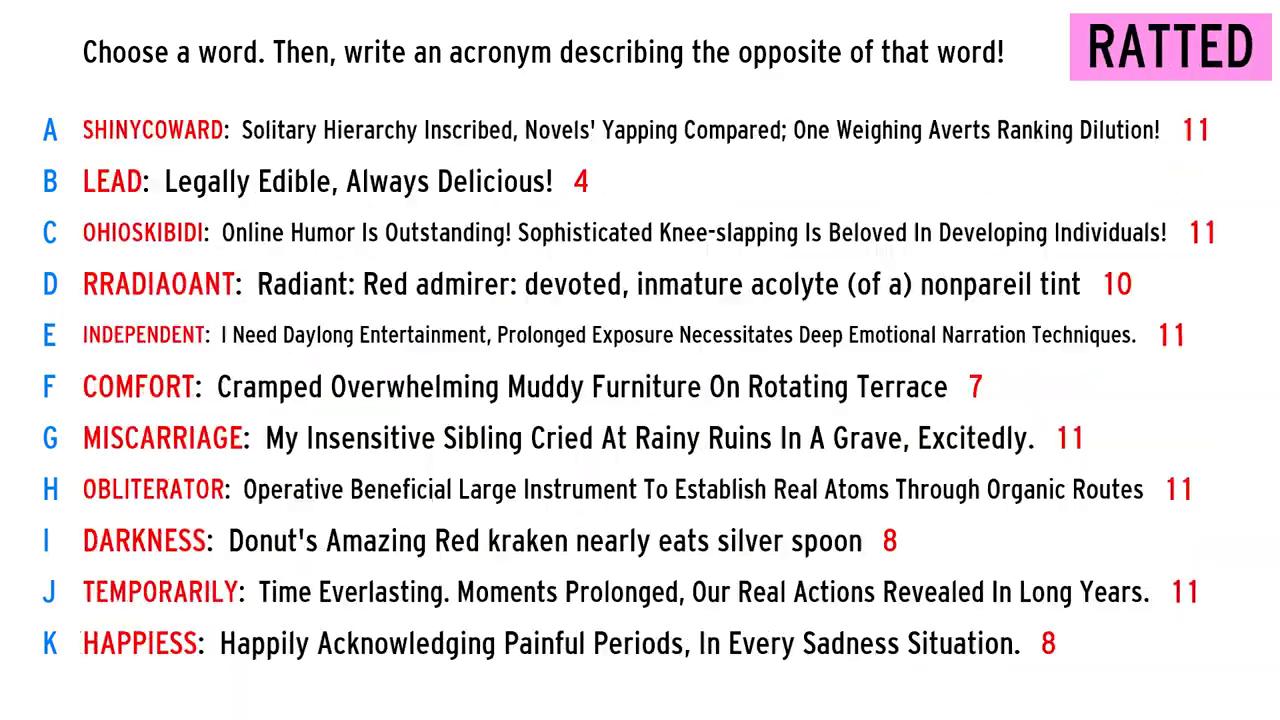 Choose a word. Then, write an acronym describing the opposite of that word!
RATTED
A SHINYCOWARD: Solitary Hierarchy Inscribed, Novels' Yapping Compared; One Weighing Averts Ranking Dilution! 11
B LEAD: Legally Edible, Always Delicious! 4
C OHIOSKIBIDI: Online Humor Is Outstanding! Sophisticated Knee-slapping Is Beloved In Developing Individuals! 11
D RRADIAOANT: Radiant: Red admirer: devoted, inmature acolyte (of a) nonpareil tint 10
E INDEPENDENT: I Need Daylong Entertainment, Prolonged Exposure Necessitates Deep Emotional Narration Techniques. 11
F COMFORT: Cramped Overwhelming Muddy Furniture On Rotating Terrace 7
G MISCARRIAGE: My Insensitive Sibling Cried At Rainy Ruins In A Grave, Excitedly. 11
H OBLITERATOR: Operative Beneficial Large Instrument To Establish Real Atoms Through Organic Routes 11
I DARKNESS: Donut's Amazing Red kraken nearly eats silver spoon 8
J TEMPORARILY: Time Everlasting. Moments Prolonged, Our Real Actions Revealed In Long Years. 11
K HAPPIESS: Happily Acknowledging Painful Periods, In Every Sadness Situation. 8